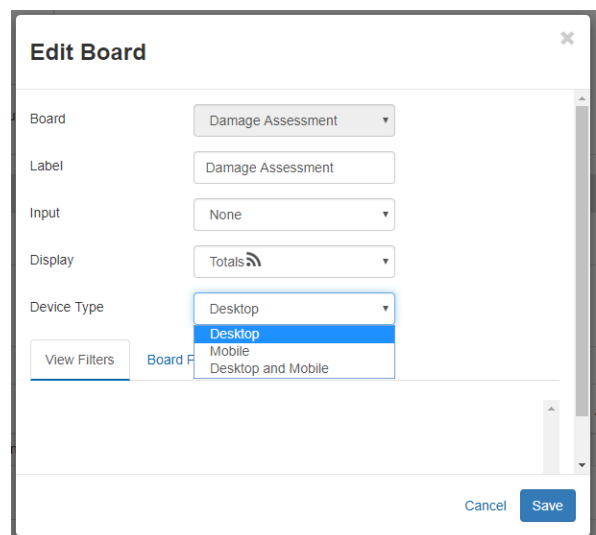 Edit Board
×
Board
Damage Assessment
Label
Damage Assessment
Input
None
Display
Totals
Device Type
Desktop
Desktop
Mobile
Desktop and Mobile
View Filters
Board
Cancel
Save